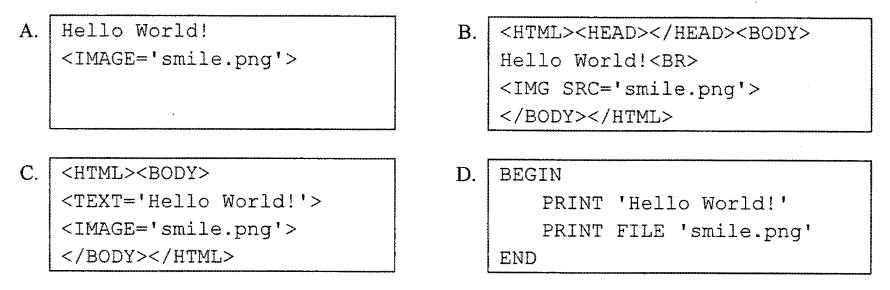 A.
Hello World!
<IMAGE='smile.png'>
B.
<HTML><HEAD></HEAD><BODY>
Hello World!<BR>
<IMG SRC='smile.png'>
</BODY></HTML>
C.
<HTML><BODY>
<TEXT='Hello World!'>
<IMAGE='smile.png'>
</BODY></HTML>
D.
BEGIN
PRINT 'Hello World!'
PRINT FILE 'smile.png'
END